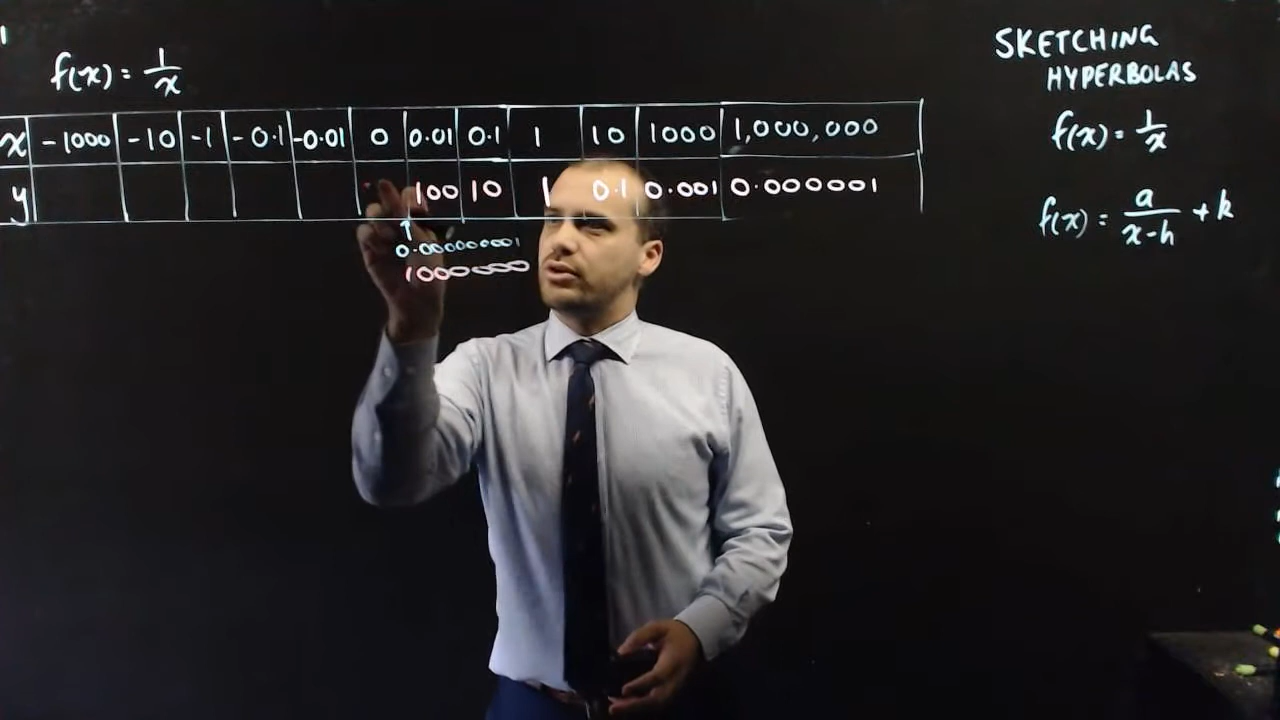 f(x) = 1/x
x -1000 -10 -1 -0.1 -0.01 0 0.01 0.1 1 10 1000 1,000,000
y 100 10 1 0.1 0.001 0.000001
↑
0.000000001
1000000
SKETCHING
HYPERBOLAS
f(x) = 1/x
f(x) = a/(x-h) + k